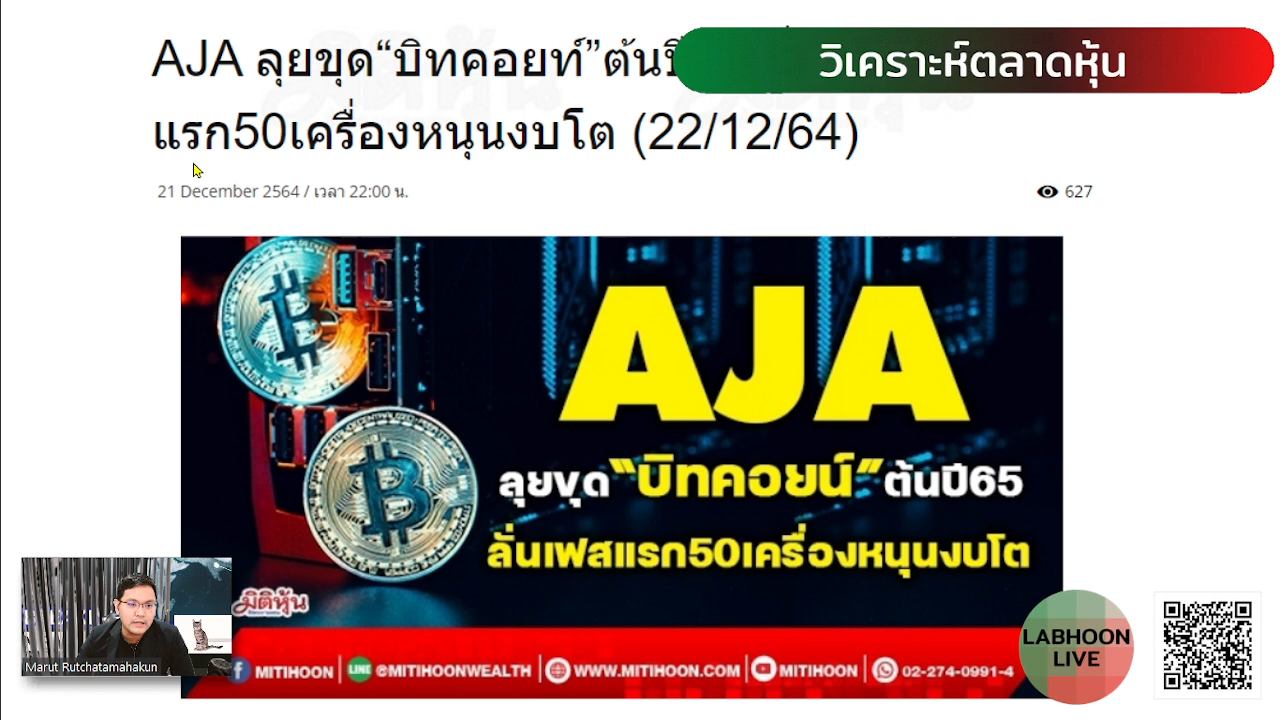 AJA ลุยขุด“บิทคอยท์”ต้น
วิเคราะห์ตลาดหุ้น
แรก50เครื่องหนุนงบโต (22/12/64)
21 December 2564 / เวลา 22:00 น.
627
AJA
ลุยขุด“บิทคอยน์”ต้นปี65
ลั่นเฟสแรก50เครื่องหนุนงบโต
มิติหุ้น
Marut Rutchatamahakun
LABHOON
LIVE
MITIHOON
LINE @MITIHOONWEALTH
WWW.MITIHOON.COM
MITIHOON
02-274-0991-4